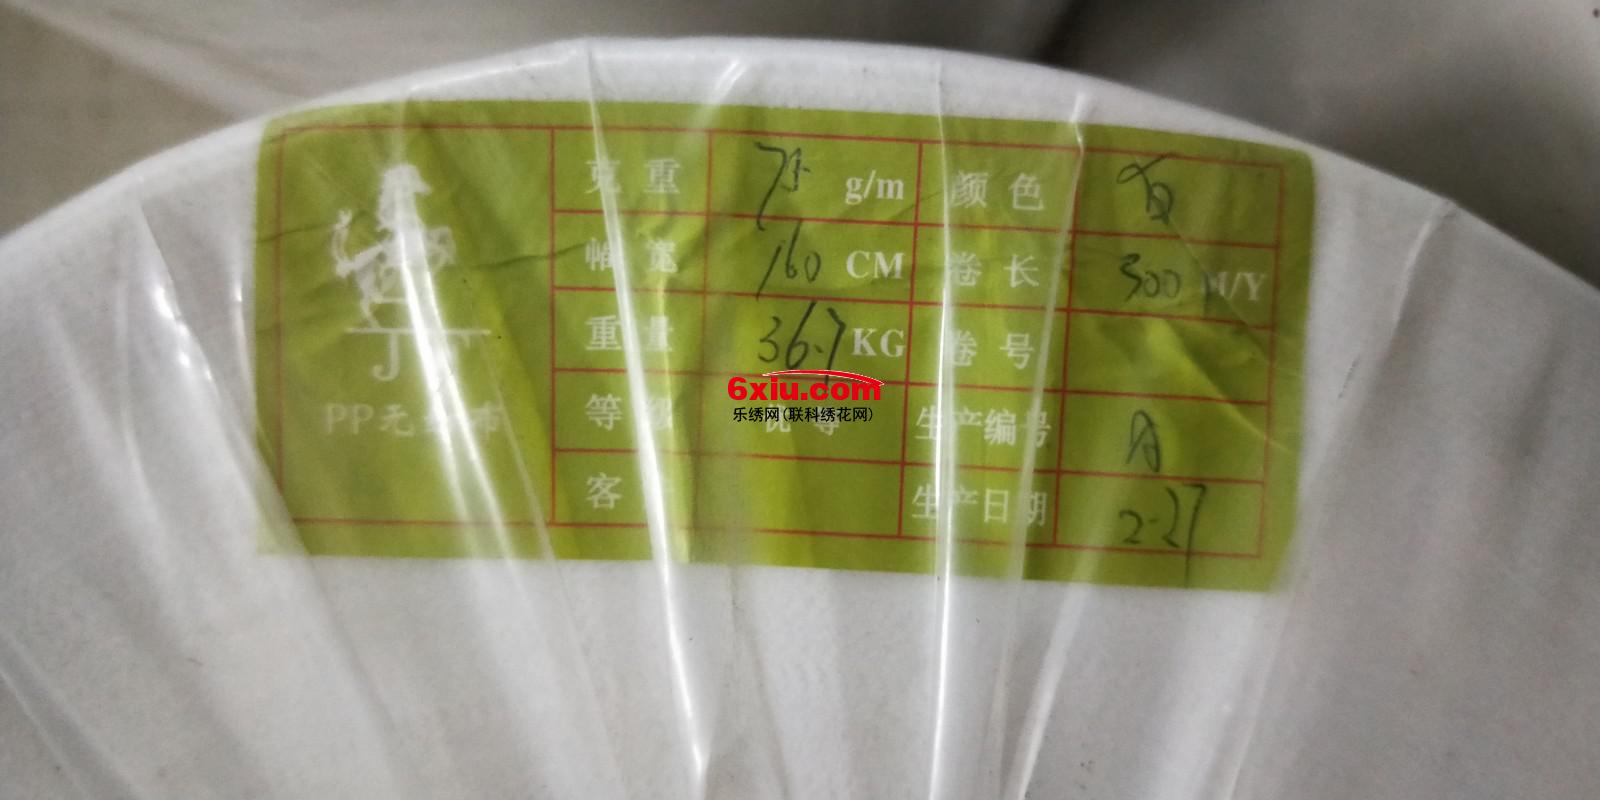 克重 75 g/m 颜色 白
幅宽 160 CM 卷长 300 M/Y
重量 36.7 KG 卷号
等级 优等 生产编号 A
客 生产日期 2-27
JT
PP无纺布
6xiu.com
乐绣网(联科绣花网)